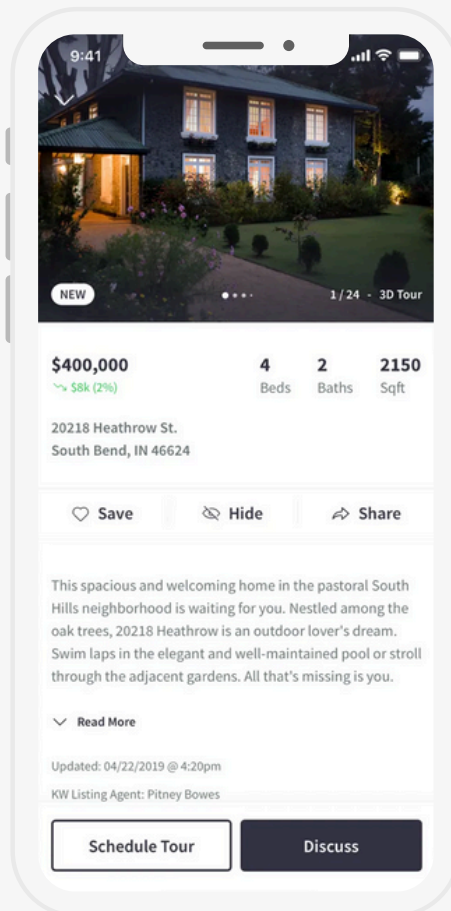 9:41
NEW
1 / 24 - 3D Tour
$400,000
4
2
2150
$8k (2%)
Beds
Baths
Sqft
20218 Heathrow St.
South Bend, IN 46624
Save
Hide
Share
This spacious and welcoming home in the pastoral South
Hills neighborhood is waiting for you. Nestled among the
oak trees, 20218 Heathrow is an outdoor lover's dream.
Swim laps in the elegant and well-maintained pool or stroll
through the adjacent gardens. All that's missing is you.
Read More
Updated: 04/22/2019 @ 4:20pm
KW Listing Agent: Pitney Bowes
Schedule Tour
Discuss